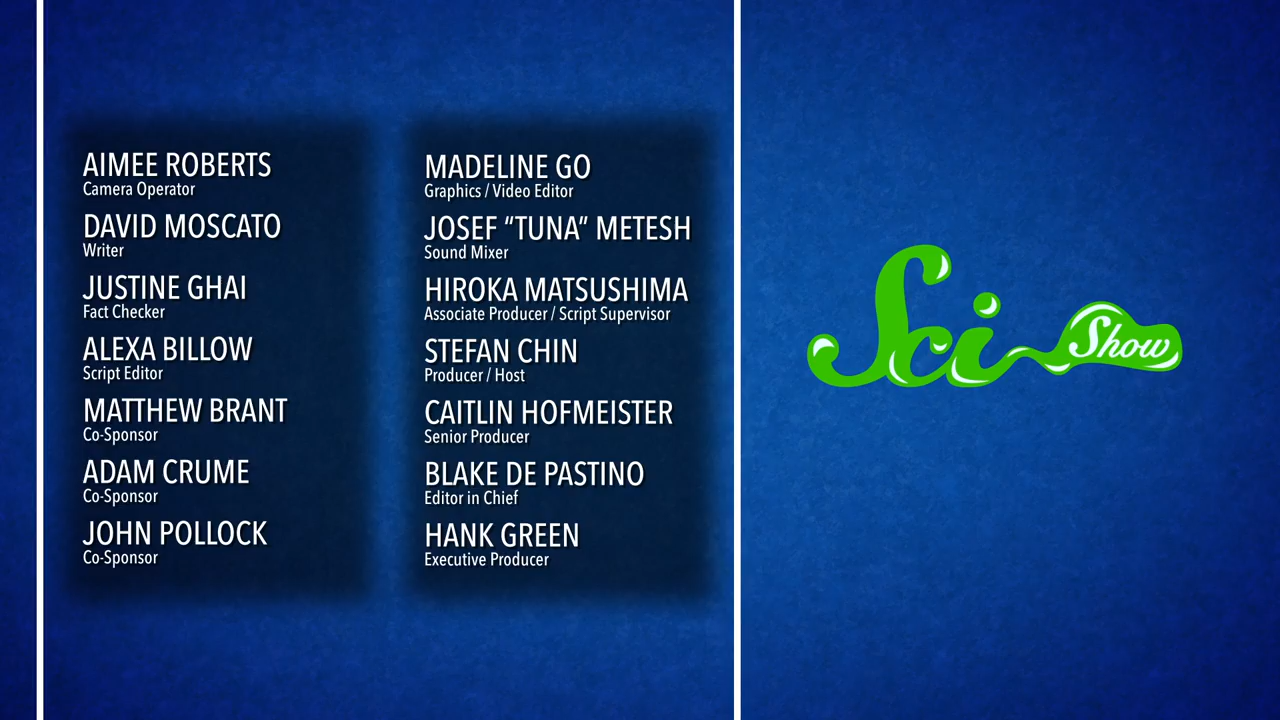 AIMEE ROBERTS
Camera Operator
DAVID MOSCATO
Writer
JUSTINE GHAI
Fact Checker
ALEXA BILLOW
Script Editor
MATTHEW BRANT
Co-Sponsor
ADAM CRUME
Co-Sponsor
JOHN POLLOCK
Co-Sponsor
MADELINE GO
Graphics / Video Editor
JOSEF “TUNA” METESH
Sound Mixer
HIROKA MATSUSHIMA
Associate Producer / Script Supervisor
STEFAN CHIN
Producer / Host
CAITLIN HOFMEISTER
Senior Producer
BLAKE DE PASTINO
Editor in Chief
HANK GREEN
Executive Producer
Sci Show